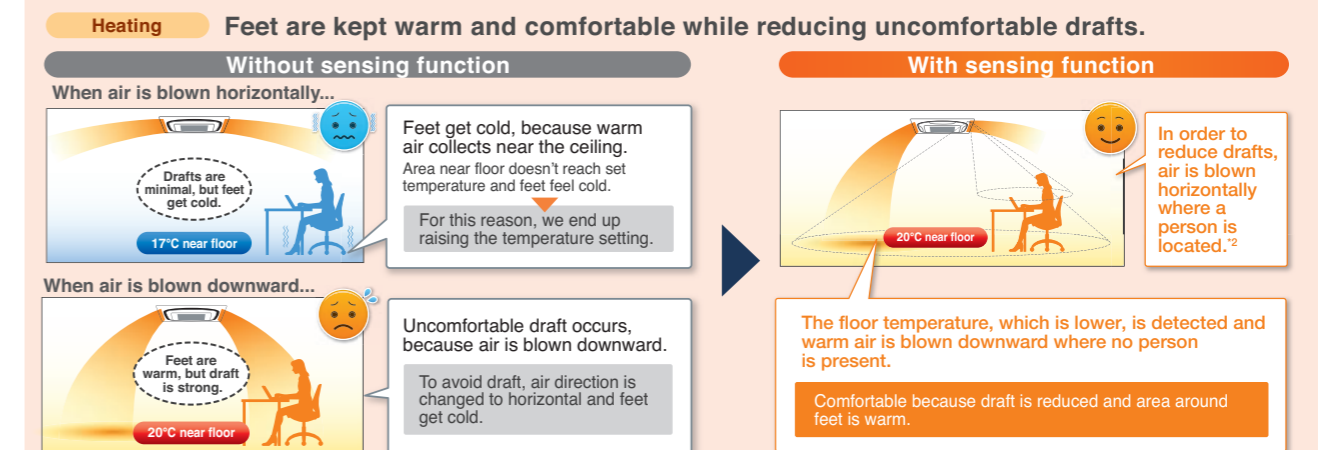 Heating
Feet are kept warm and comfortable while reducing uncomfortable drafts.
Without sensing function
When air is blown horizontally...
Drafts are
minimal, but feet
get cold.
17°C near floor
Feet get cold, because warm
air collects near the ceiling.
Area near floor doesn't reach set
temperature and feet feel cold.
For this reason, we end up
raising the temperature setting.
When air is blown downward...
Feet are
warm, but draft
is strong.
20°C near floor
Uncomfortable draft occurs,
because air is blown downward.
To avoid draft, air direction is
changed to horizontal and feet
get cold.
With sensing function
20°C near floor
In order to
reduce drafts,
air is blown
horizontally
where a
person is
located.*2
The floor temperature, which is lower, is detected and
warm air is blown downward where no person
is present.
Comfortable because draft is reduced and area around
feet is warm.